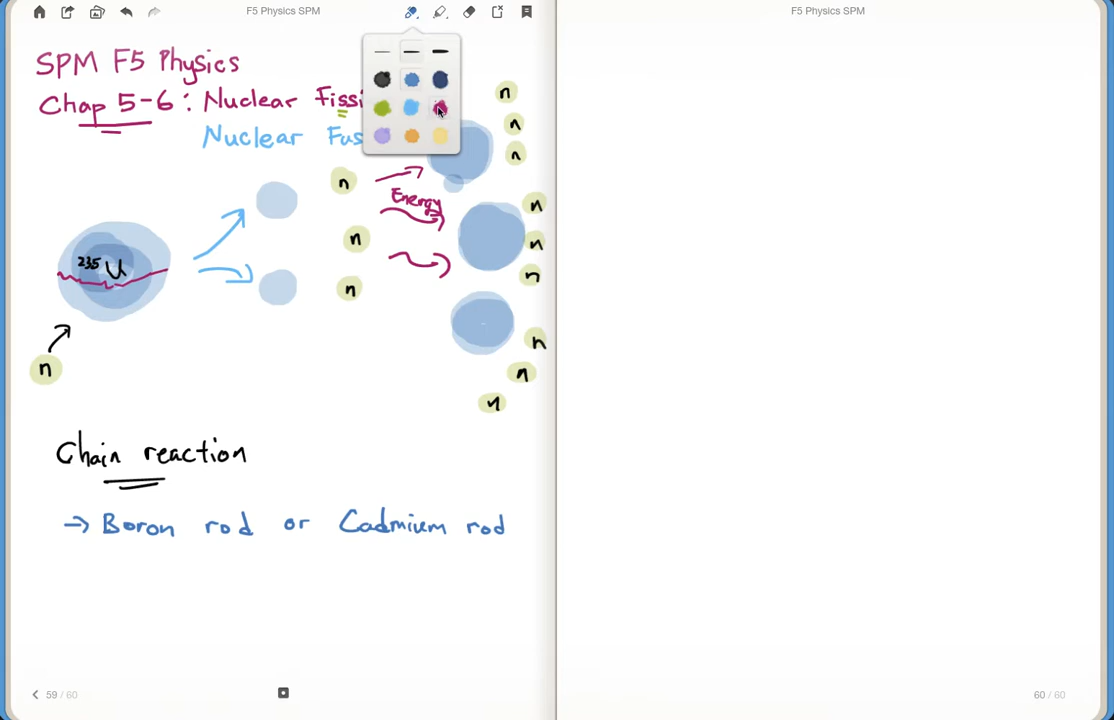 F5 Physics SPM
F5 Physics SPM
SPM F5 Physics
Chap 5-6: Nuclear Fissi
Nuclear Fus
n
n
n
n
Energy
n
n
n
n
n
235 U
n
n
n
n
n
Chain reaction
→ Boron rod or Cadmium rod
59 / 60
60 / 60